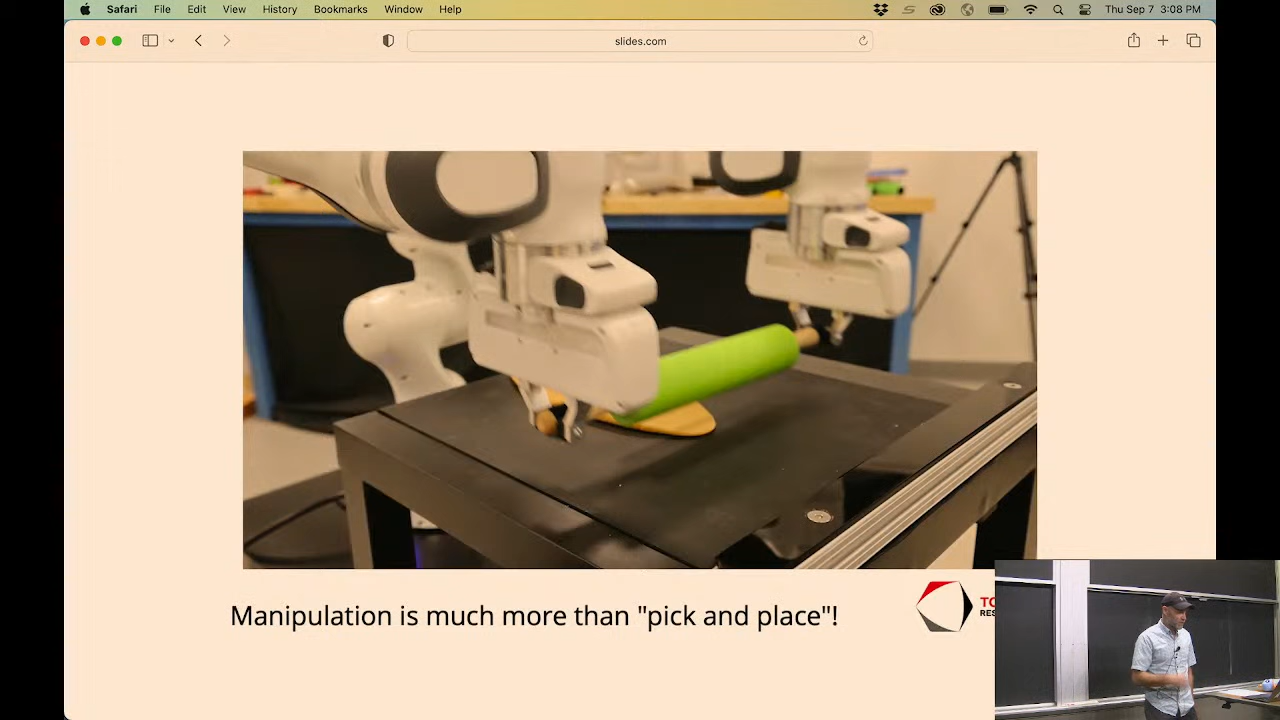 Safari File Edit View History Bookmarks Window Help Thu Sep 7 3:08 PM
slides.com
Manipulation is much more than "pick and place"!